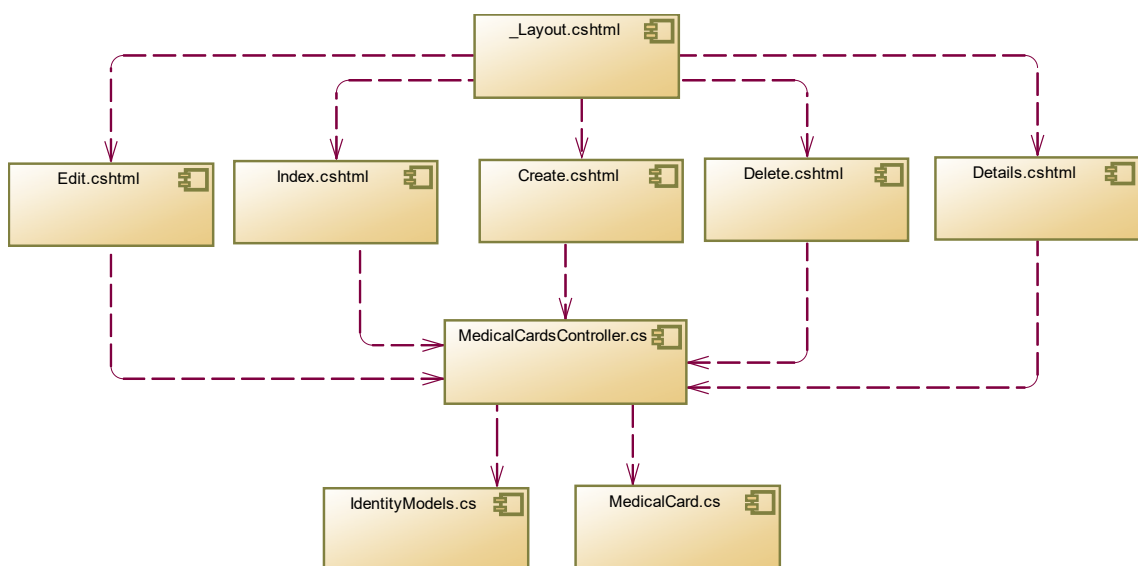 _Layout.cshtml
Edit.cshtml
Index.cshtml
Create.cshtml
Delete.cshtml
Details.cshtml
MedicalCardsController.cs
IdentityModels.cs
MedicalCard.cs